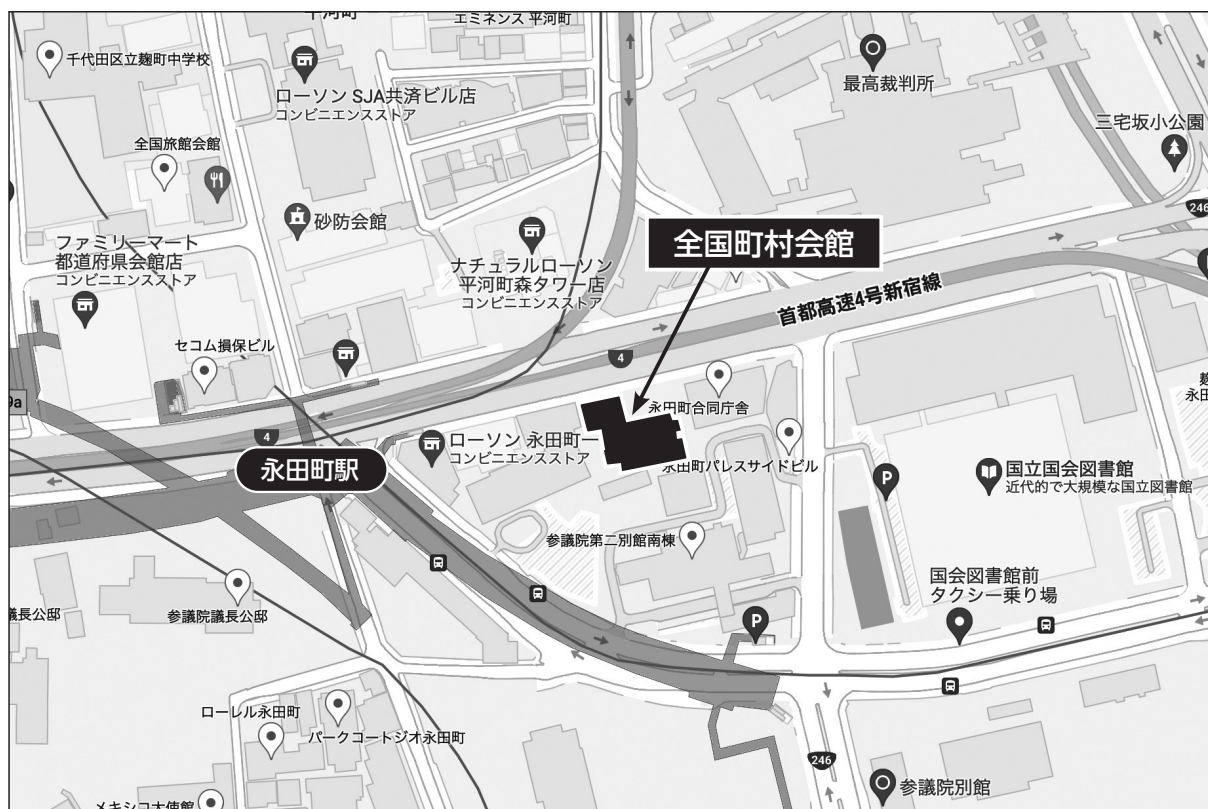 平河町
エミネンス 平河町
千代田区立麹町中学校
最高裁判所
ローソン SJA共済ビル店
コンビニエンスストア
三宅坂小公園
全国旅館会館
246
砂防会館
全国町村会館
ファミリーマート
都道府県会館店
コンビニエンスストア
ナチュラルローソン
平河町森タワー店
コンビニエンスストア
首都高速4号新宿線
セコム損保ビル
4
9a
永田町合同庁舎
4
ローソン 永田町一
コンビニエンスストア
永田町駅
永田町パレスサイドビル
P
国立国会図書館
近代的で大規模な国立図書館
参議院第二別館南棟
国会図書館前
タクシー乗り場
議長公邸
参議院議長公邸
P
ローレル永田町
パークコートジオ永田町
246
参議院別館
メキシコ大使館